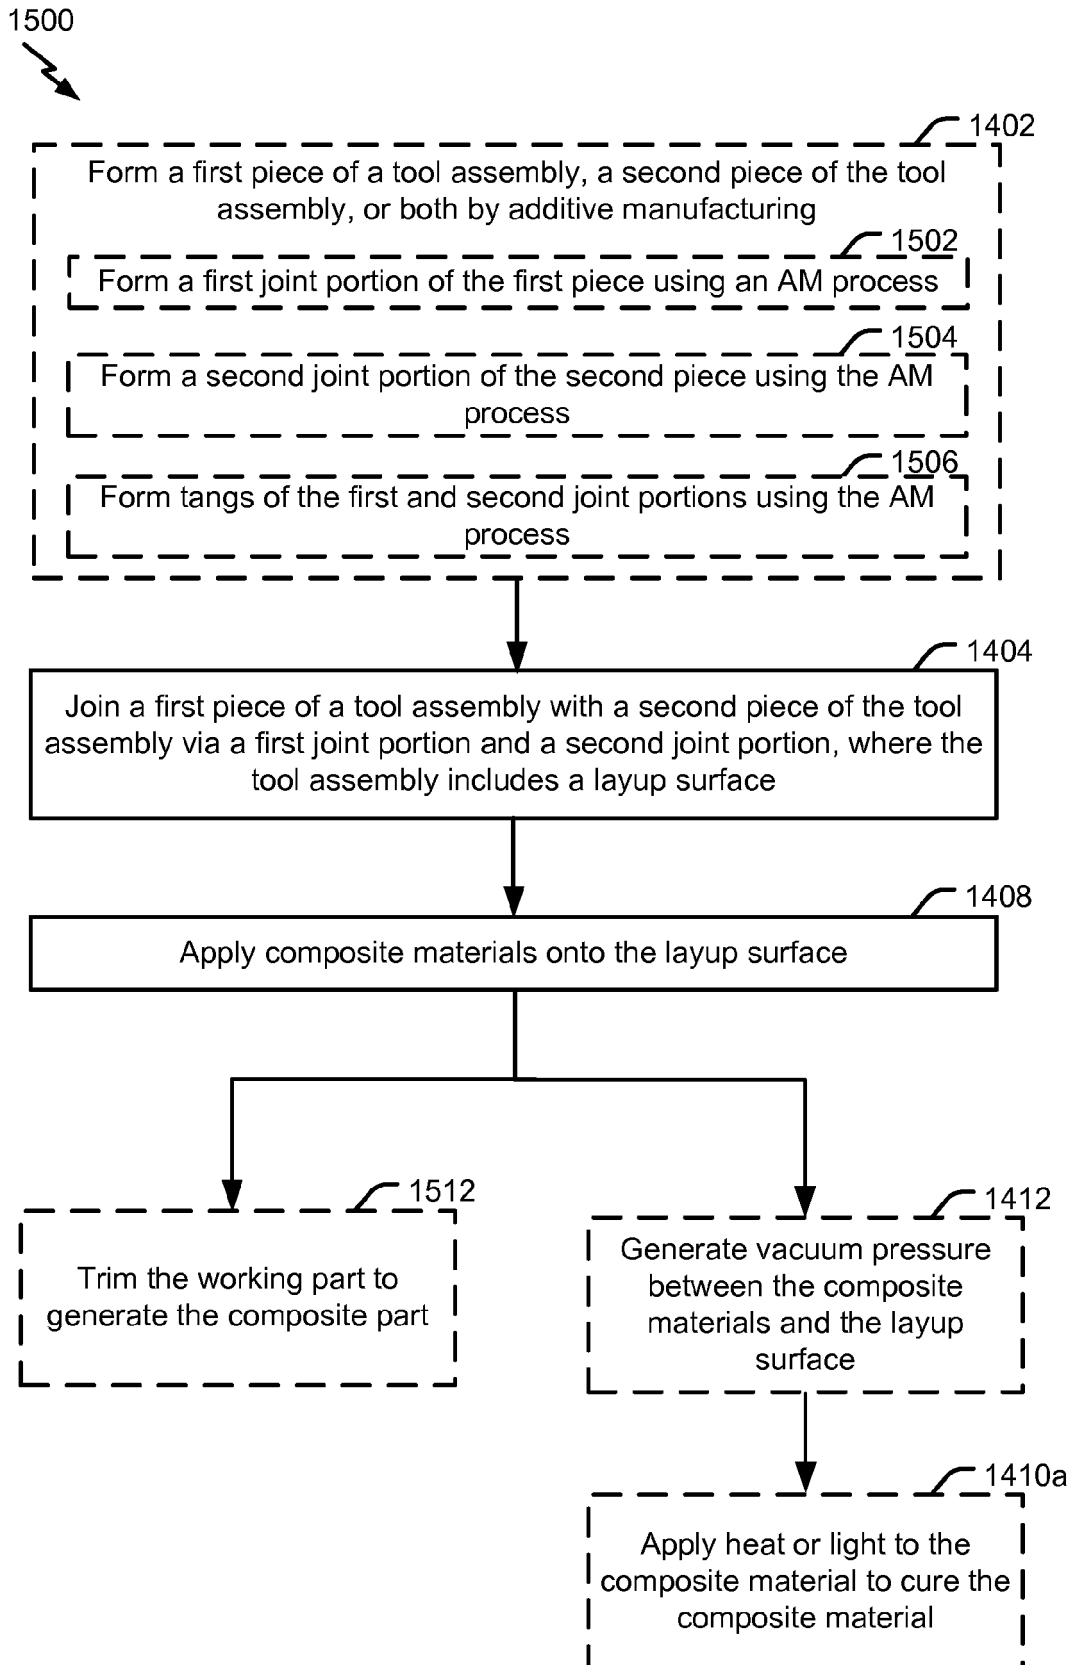 1500
1402
Form a first piece of a tool assembly, a second piece of the tool
assembly, or both by additive manufacturing
1502
Form a first joint portion of the first piece using an AM process
1504
Form a second joint portion of the second piece using the AM
process
1506
Form tangs of the first and second joint portions using the AM
process
1404
Join a first piece of a tool assembly with a second piece of the tool
assembly via a first joint portion and a second joint portion, where the
tool assembly includes a layup surface
1408
Apply composite materials onto the layup surface
1512
Trim the working part to
generate the composite part
1412
Generate vacuum pressure
between the composite
materials and the layup
surface
1410a
Apply heat or light to the
composite material to cure the
composite material